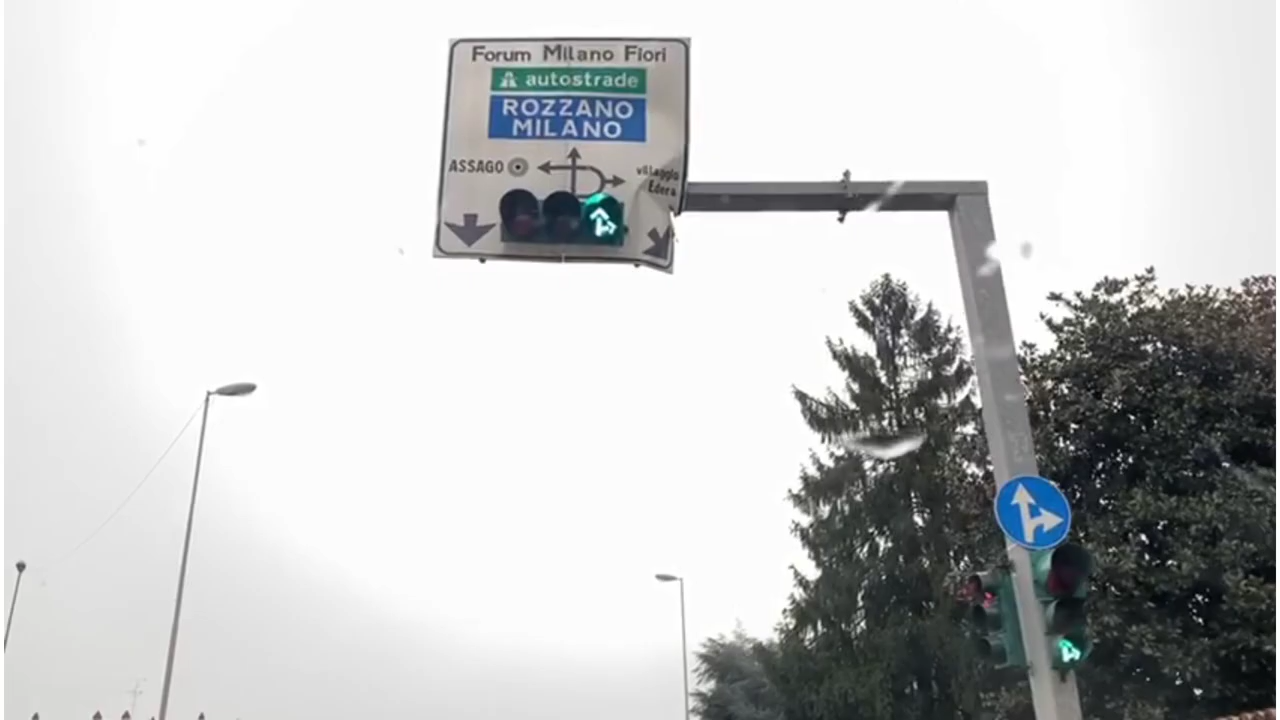 Forum Milano Fiori
autostrade
ROZZANO
MILANO
ASSAGO
villaggio
Edera